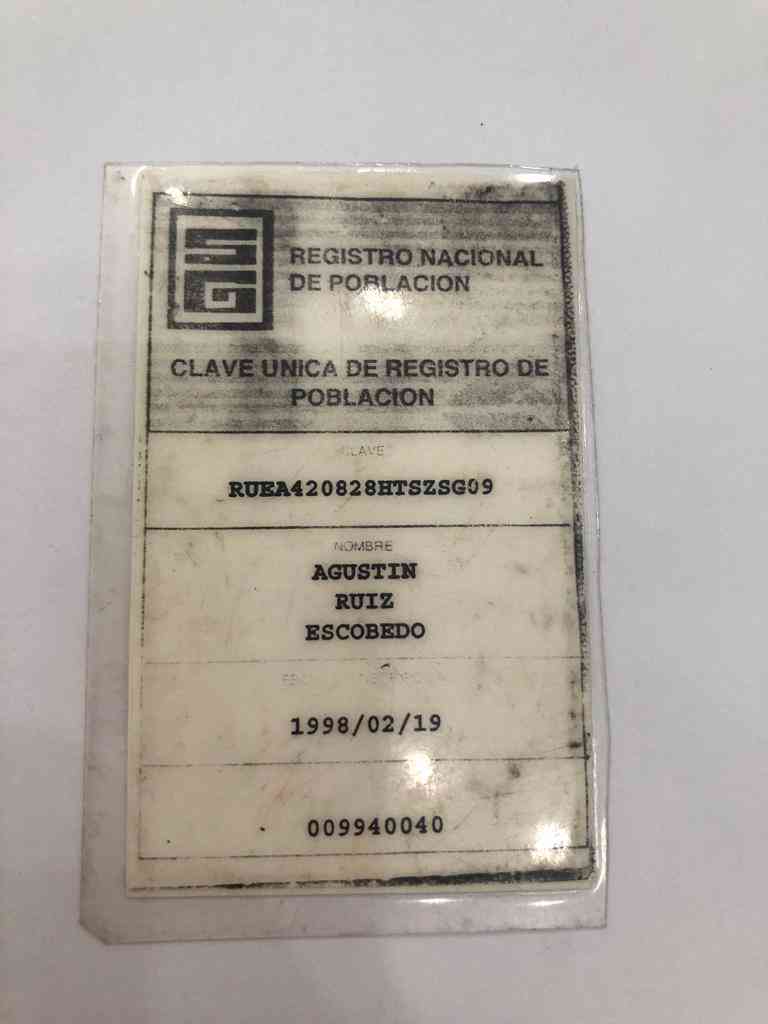 SG
REGISTRO NACIONAL
DE POBLACION
CLAVE UNICA DE REGISTRO DE
POBLACION
CLAVE
RUEA420828HTSZSG09
NOMBRE
AGUSTIN
RUIZ
ESCOBEDO
1998/02/19
009940040